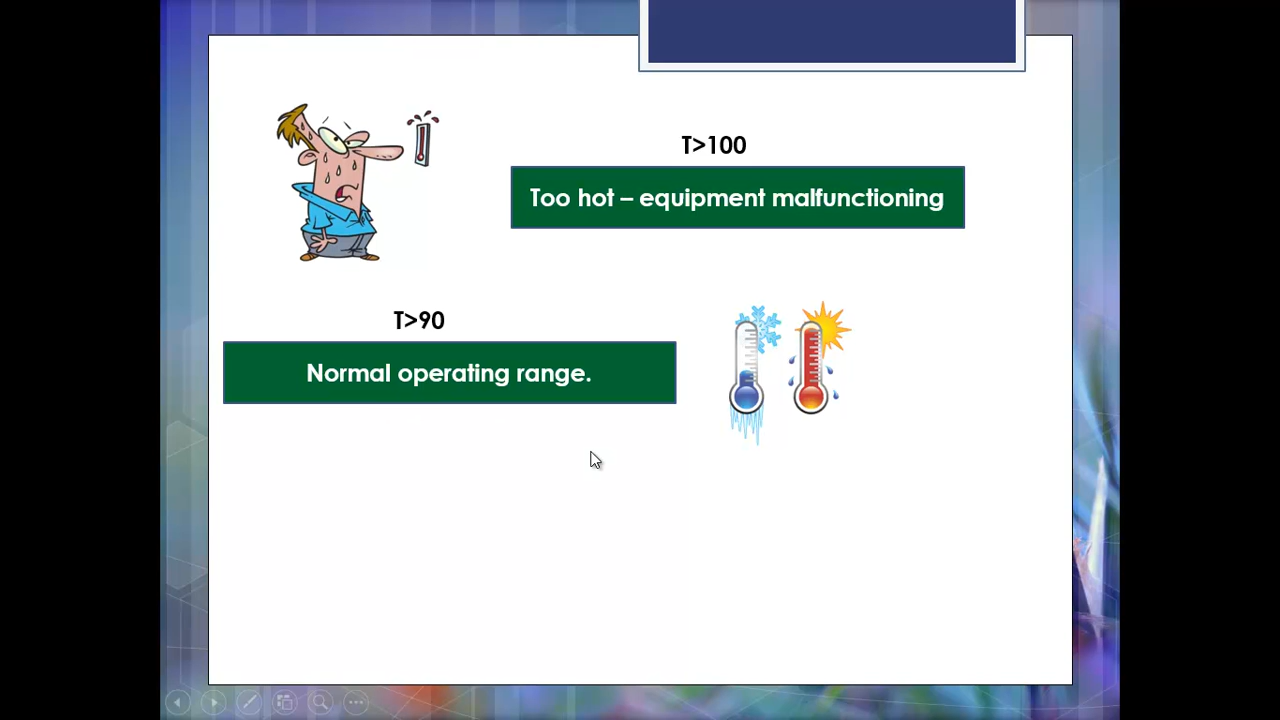 T>100
Too hot – equipment malfunctioning
T>90
Normal operating range.